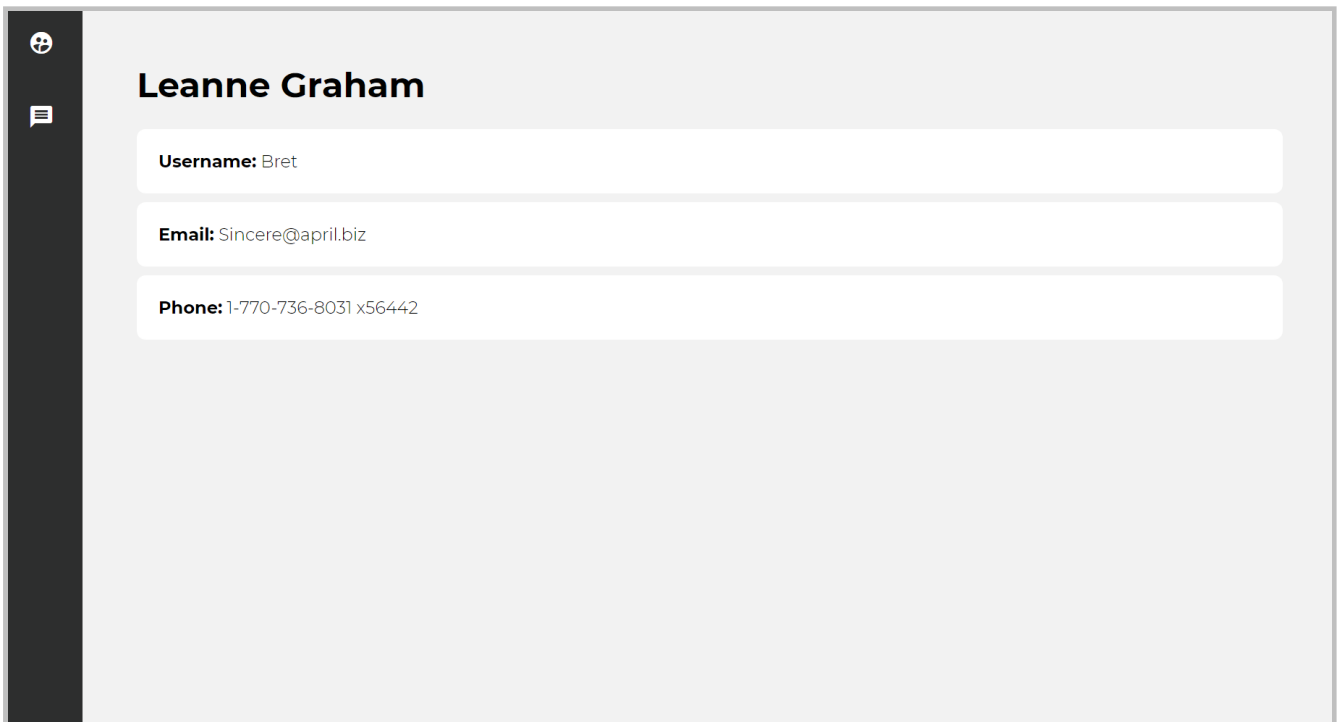 Leanne Graham
Username: Bret
Email: Sincere@april.biz
Phone: 1-770-736-8031 x56442